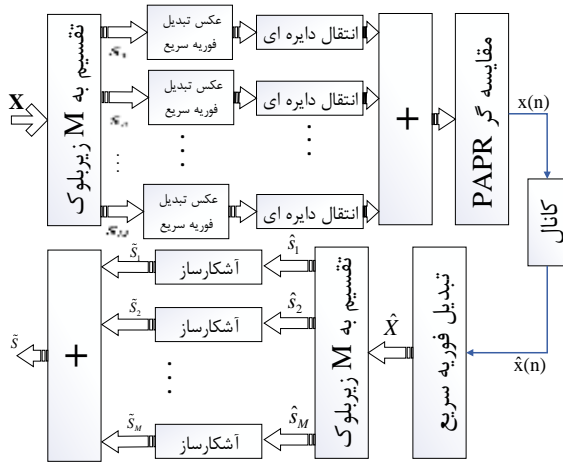 X
تقسیم به M زیربلوک
عکس تبدیل
فوریه سریع
انتقال دایره ای
عکس تبدیل
فوریه سریع
انتقال دایره ای
...
⋮
⋮
عکس تبدیل
فوریه سریع
انتقال دایره ای
+
مقایسه گر PAPR
x(n)
کانال
x̂(n)
تبدیل فوریه سریع
X̂
تقسیم به M زیربلوک
ŝ₁
آشکارساز
s̃₁
ŝ₂
آشکارساز
s̃₂
⋮
⋮
ŝ_M
آشکارساز
s̃_M
+
s̃